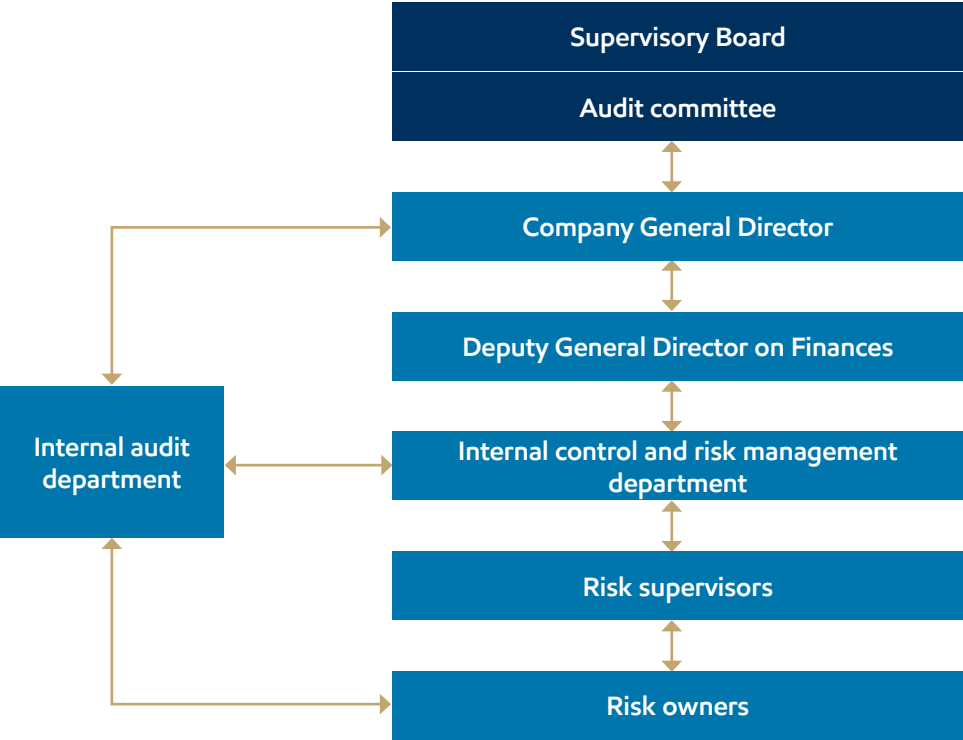 Supervisory Board
Audit committee
Company General Director
Deputy General Director on Finances
Internal audit
department
Internal control and risk management
department
Risk supervisors
Risk owners